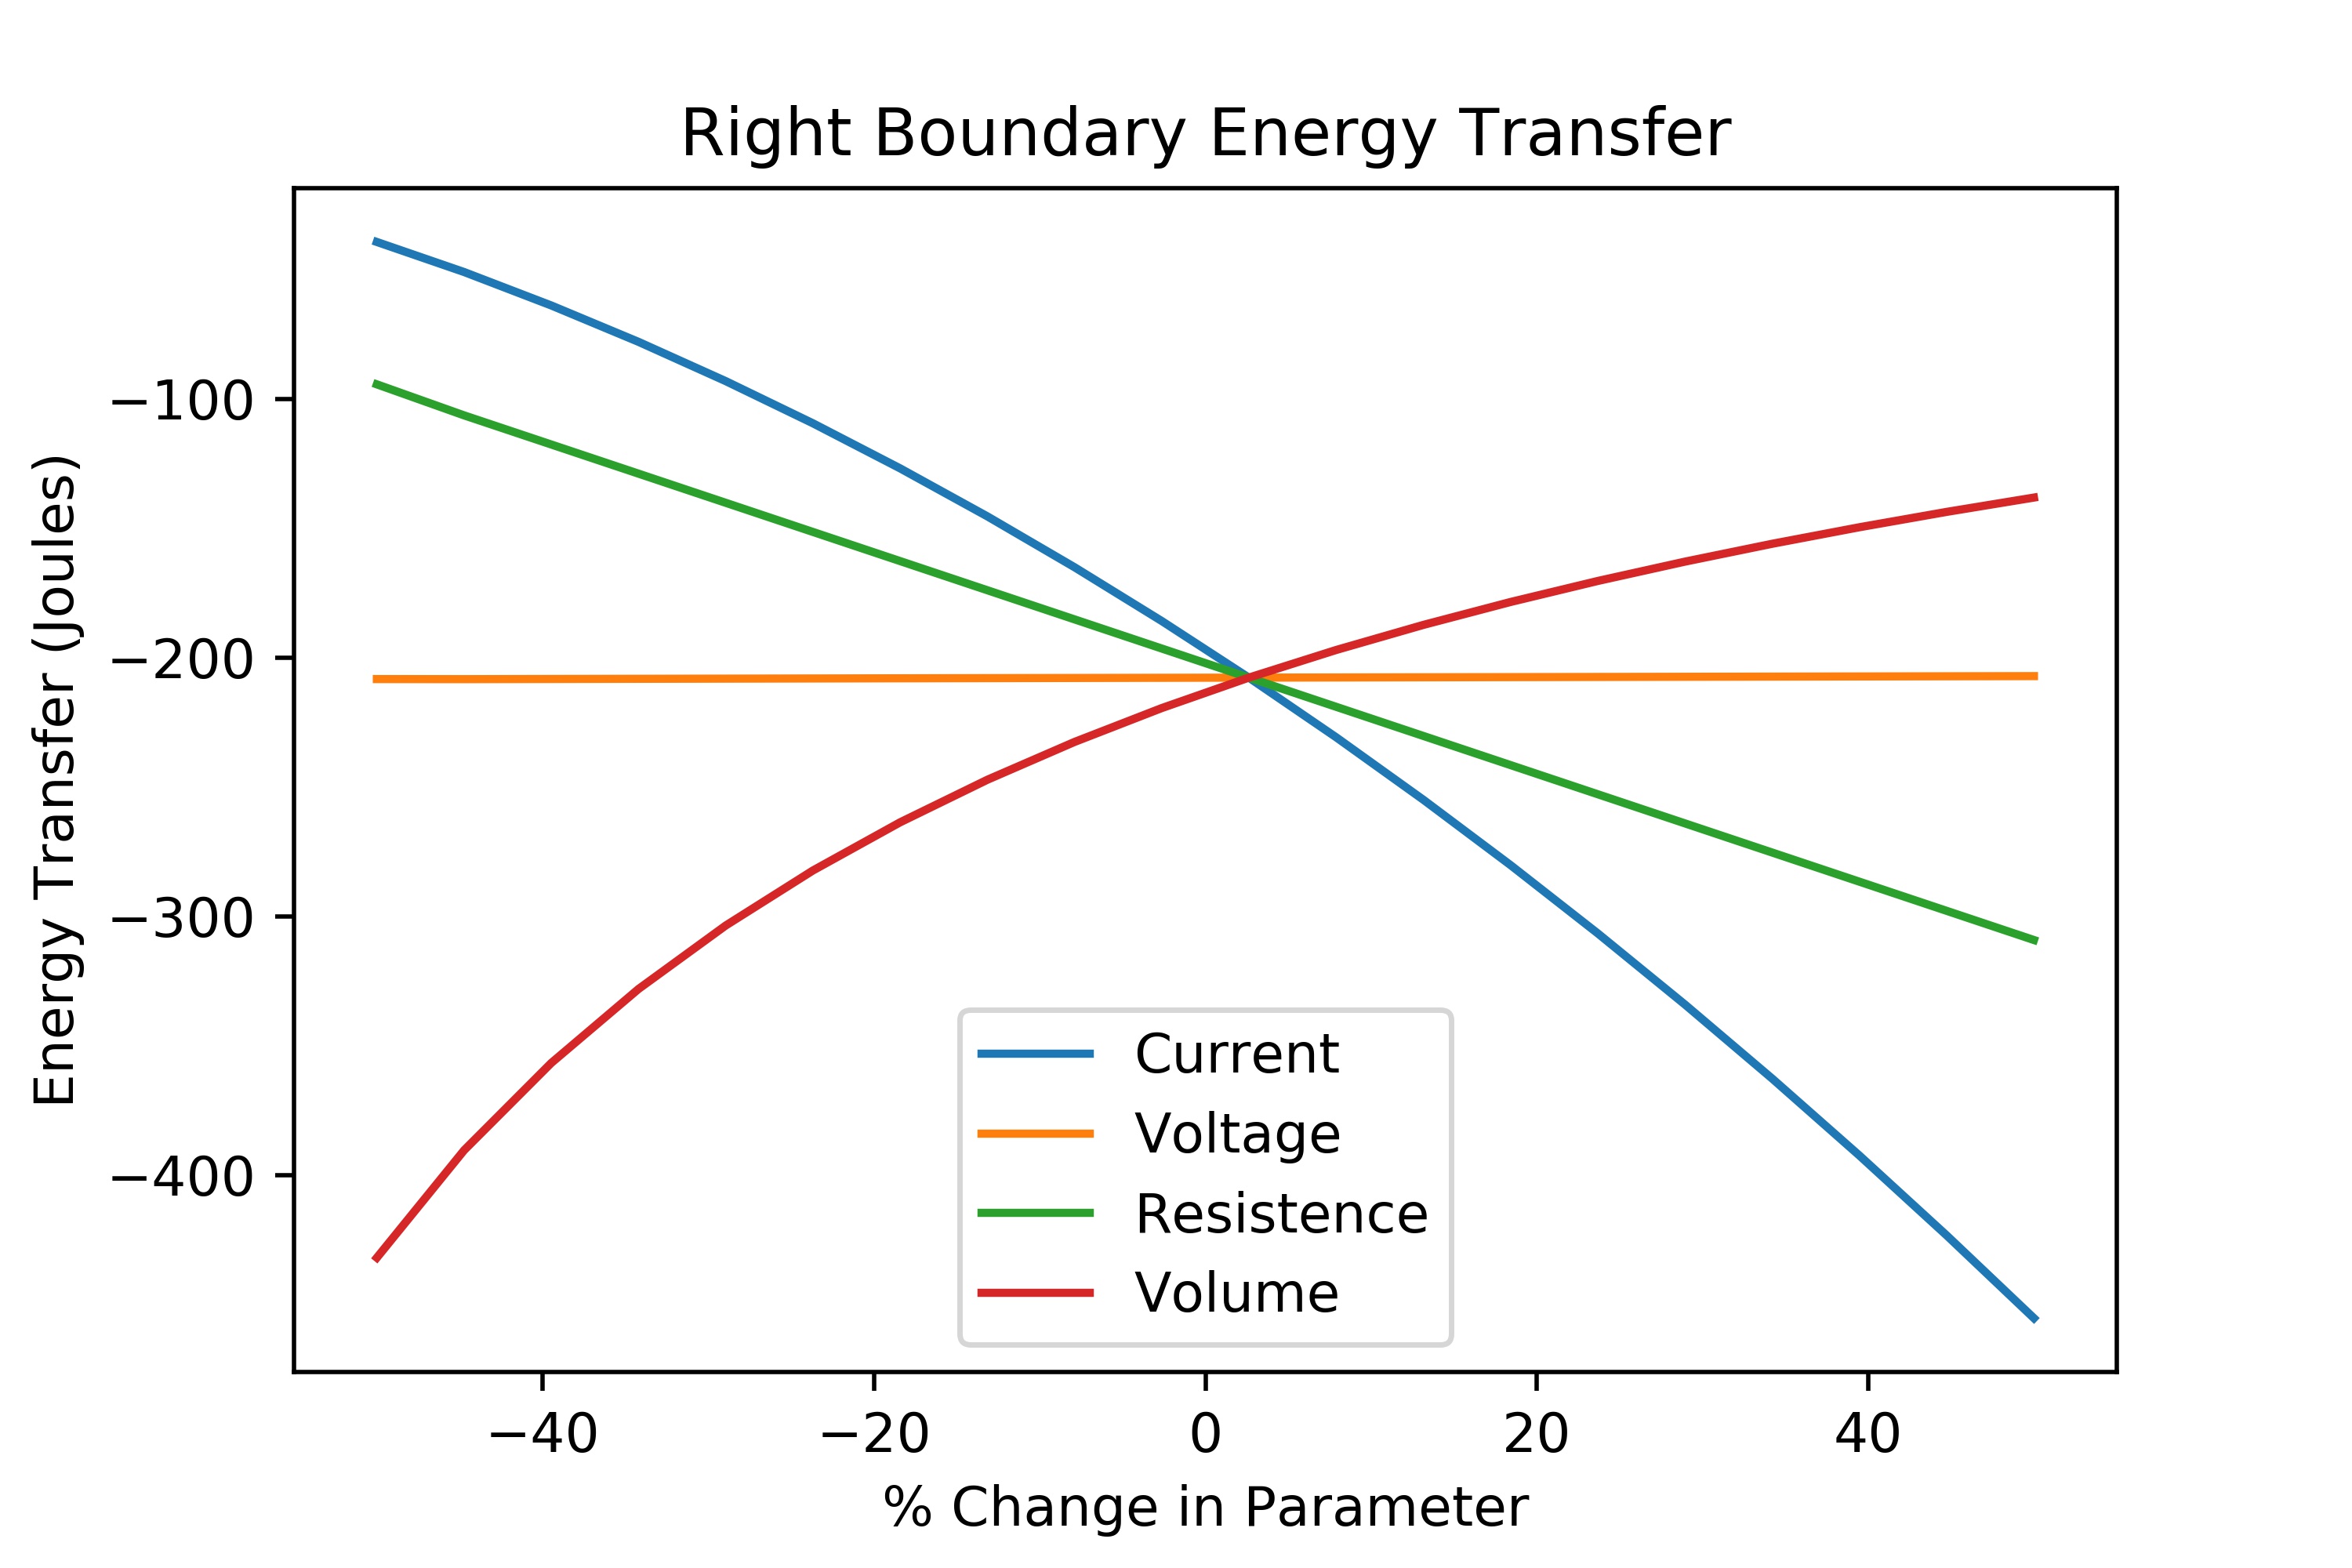 Right Boundary Energy Transfer
Energy Transfer (Joules)
−100
−200
−300
−400
Current
Voltage
Resistence
Volume
−40 −20 0 20 40
% Change in Parameter